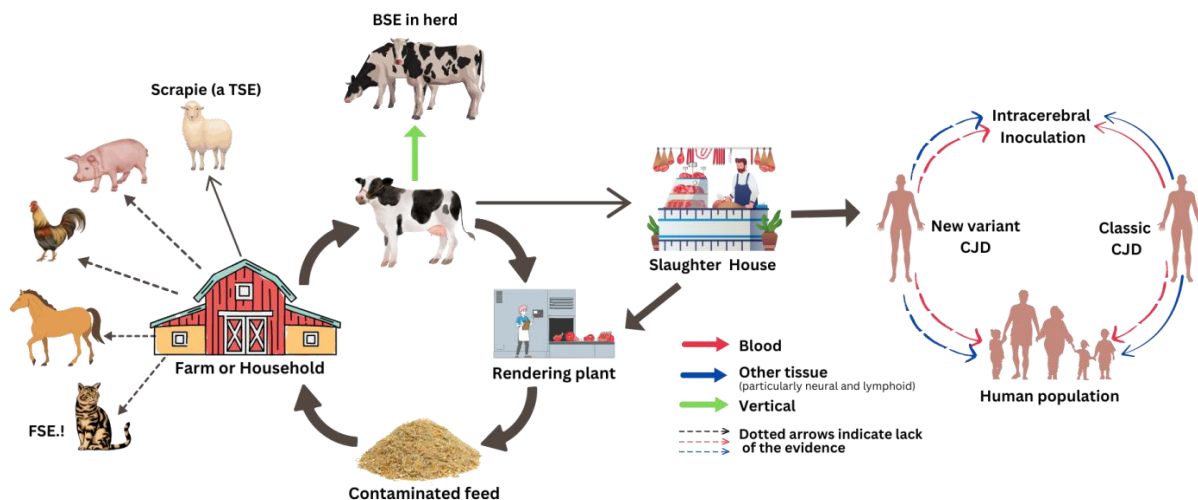 BSE in herd
Scrapie (a TSE)
Intracerebral
Inoculation
New variant
CJD
Classic
CJD
Slaughter House
Farm or Household
Rendering plant
Blood
Other tissue
(particularly neural and lymphoid)
Vertical
Dotted arrows indicate lack
of the evidence
Human population
FSE.!
Contaminated feed